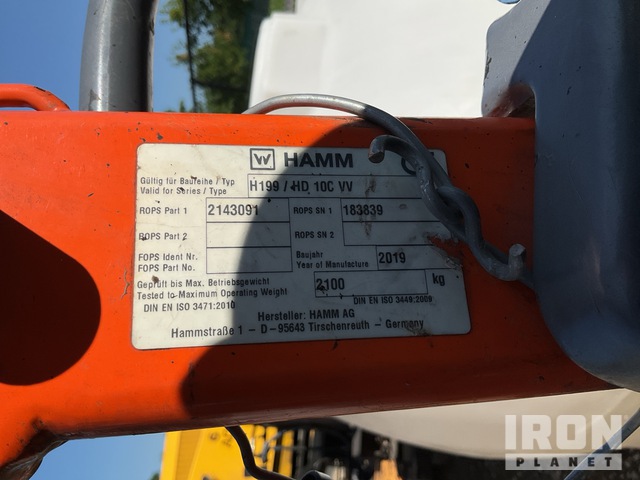 HAMM
Gültig für Baureihe / Typ
Valid for Series / Type
H199 / HD 10C VV
ROPS Part 1 2143091 ROPS SN 1 183839
ROPS Part 2 ROPS SN 2
FOPS Ident Nr
FOPS Part No.
Baujahr
Year of Manufacture 2019
Geprüft bis Max. Betriebsgewicht
Tested to Maximum Operating Weight 2100 kg
DIN EN ISO 3471:2010 DIN EN ISO 3449:2009
Hersteller: HAMM AG
Hammstraße 1 - D-95643 Tirschenreuth - Germany
IRON
PLANET